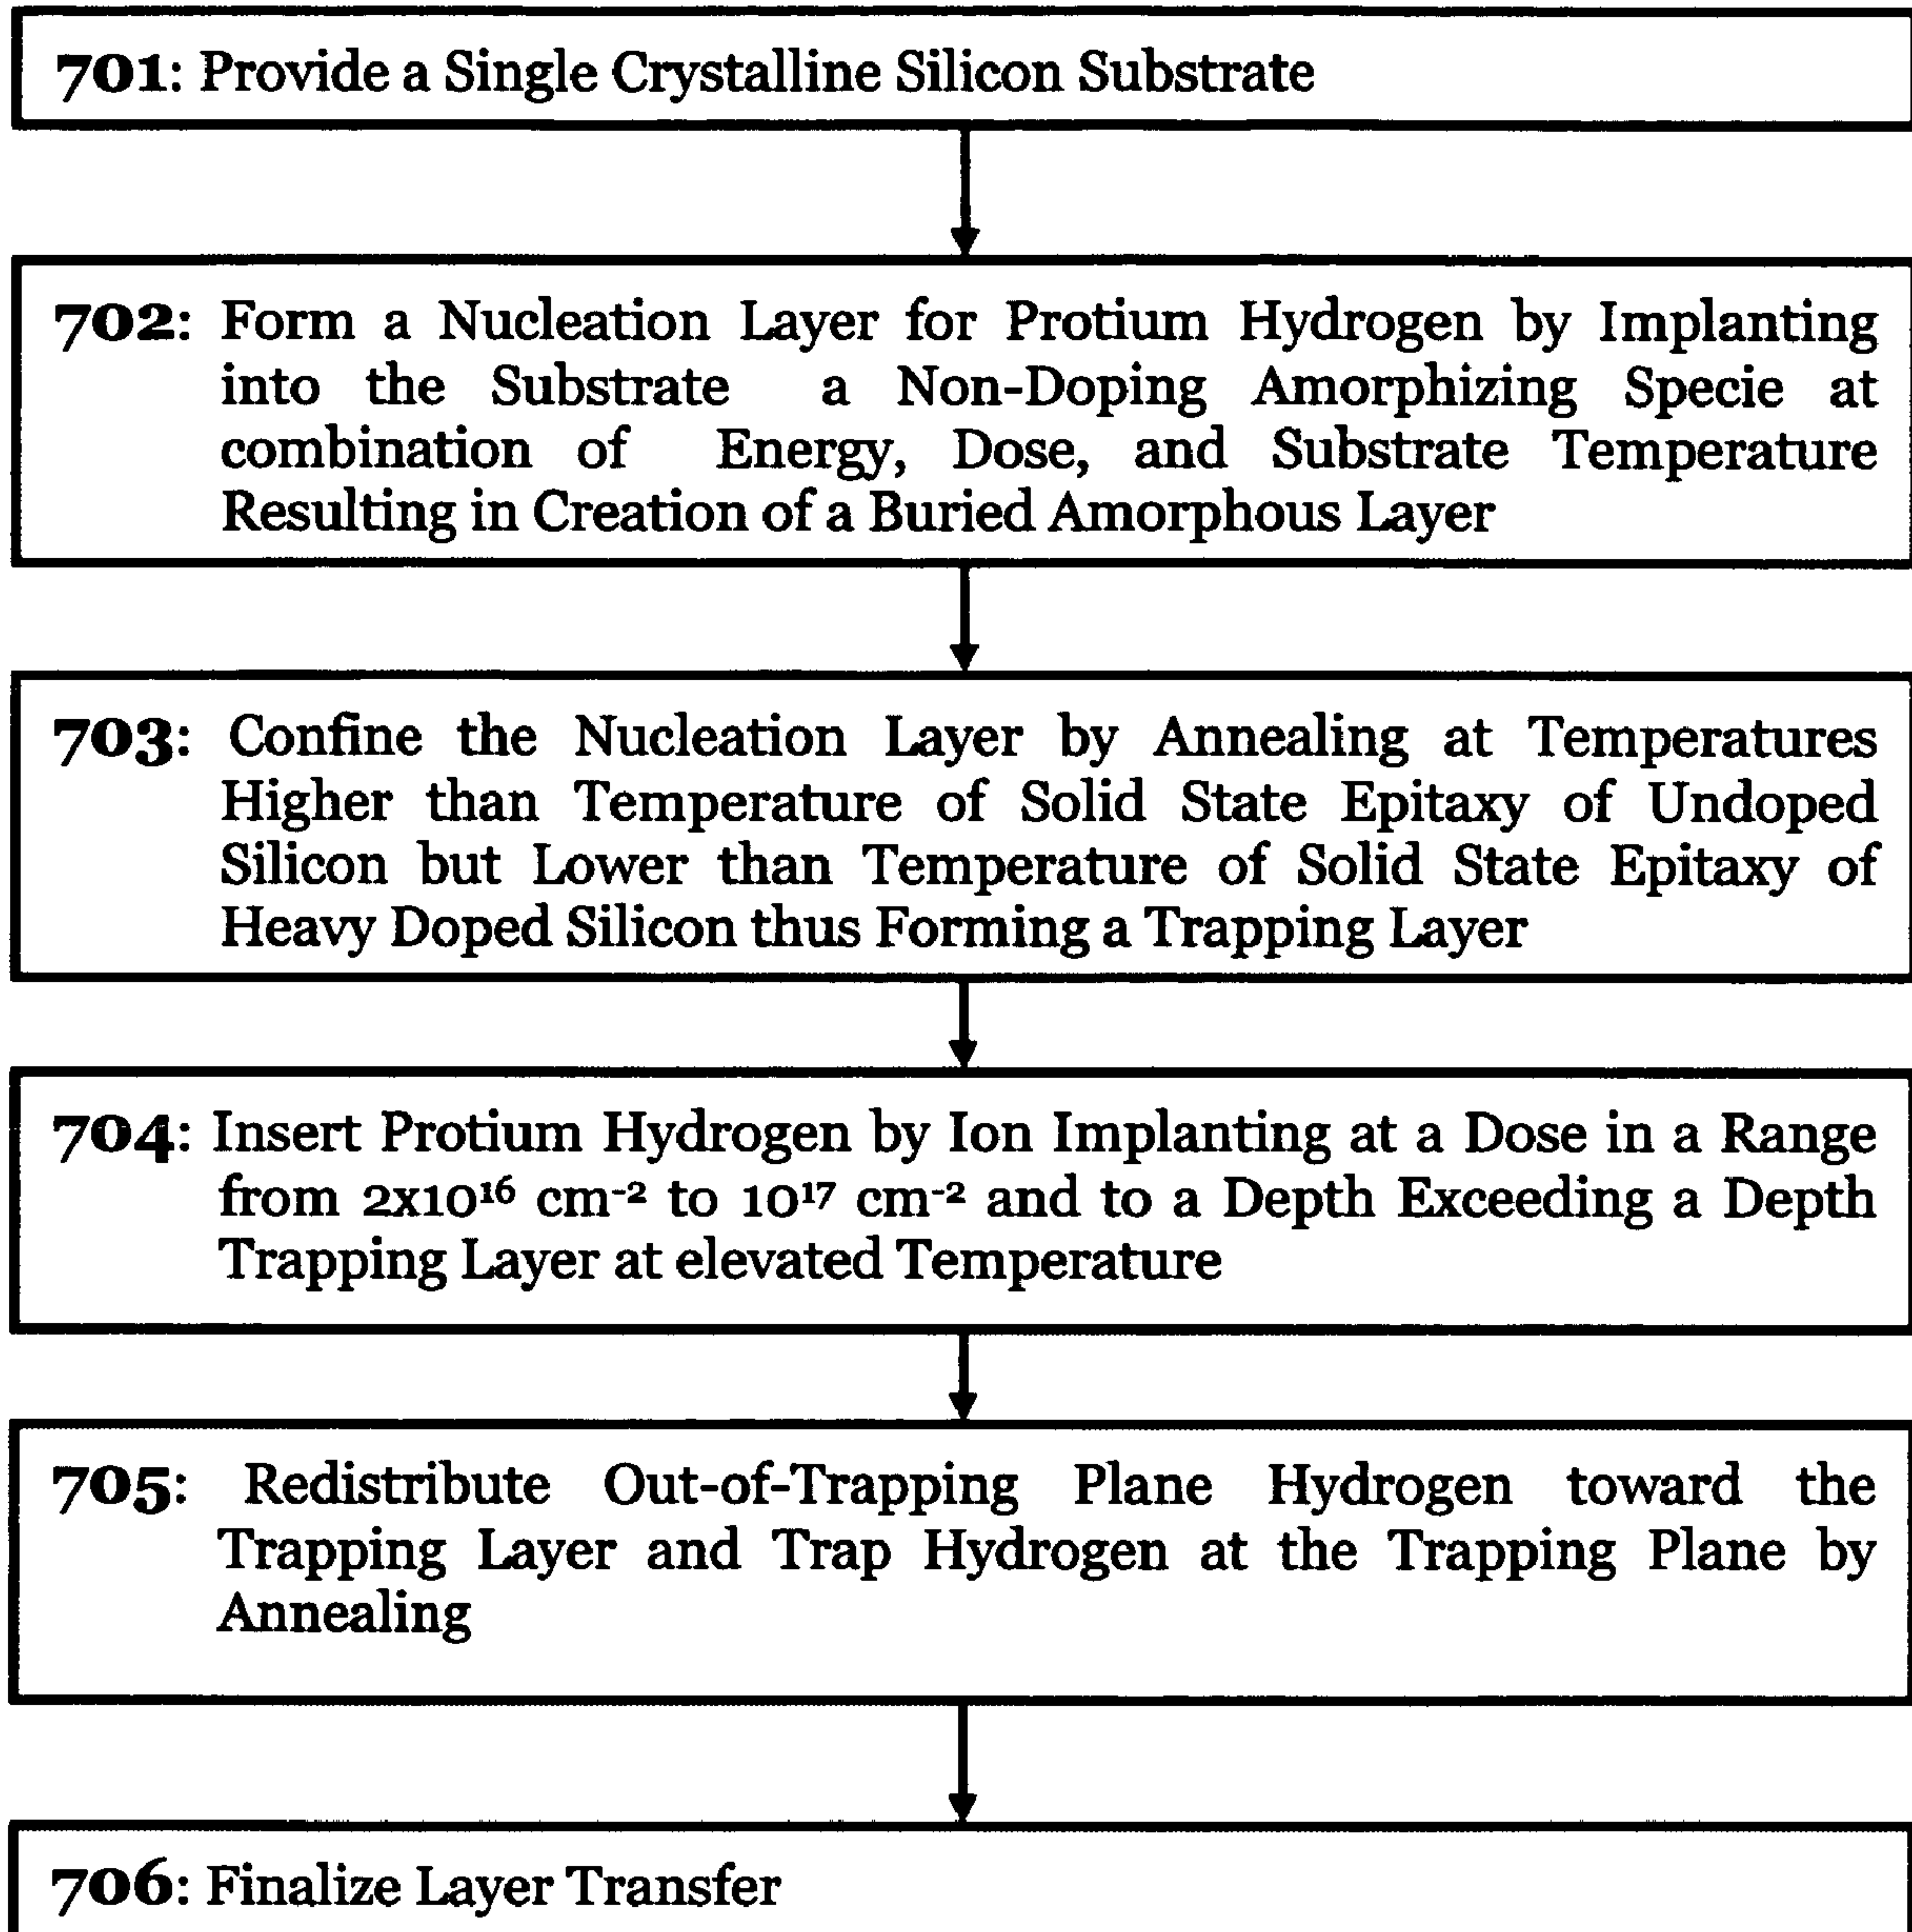 701: Provide a Single Crystalline Silicon Substrate
702: Form a Nucleation Layer for Protium Hydrogen by Implanting
into the Substrate a Non-Doping Amorphizing Specie at
combination of Energy, Dose, and Substrate Temperature
Resulting in Creation of a Buried Amorphous Layer
703: Confine the Nucleation Layer by Annealing at Temperatures
Higher than Temperature of Solid State Epitaxy of Undoped
Silicon but Lower than Temperature of Solid State Epitaxy of
Heavy Doped Silicon thus Forming a Trapping Layer
704: Insert Protium Hydrogen by Ion Implanting at a Dose in a Range
from 2x10¹⁶ cm⁻² to 10¹⁷ cm⁻² and to a Depth Exceeding a Depth
Trapping Layer at elevated Temperature
705: Redistribute Out-of-Trapping Plane Hydrogen toward the
Trapping Layer and Trap Hydrogen at the Trapping Plane by
Annealing
706: Finalize Layer Transfer